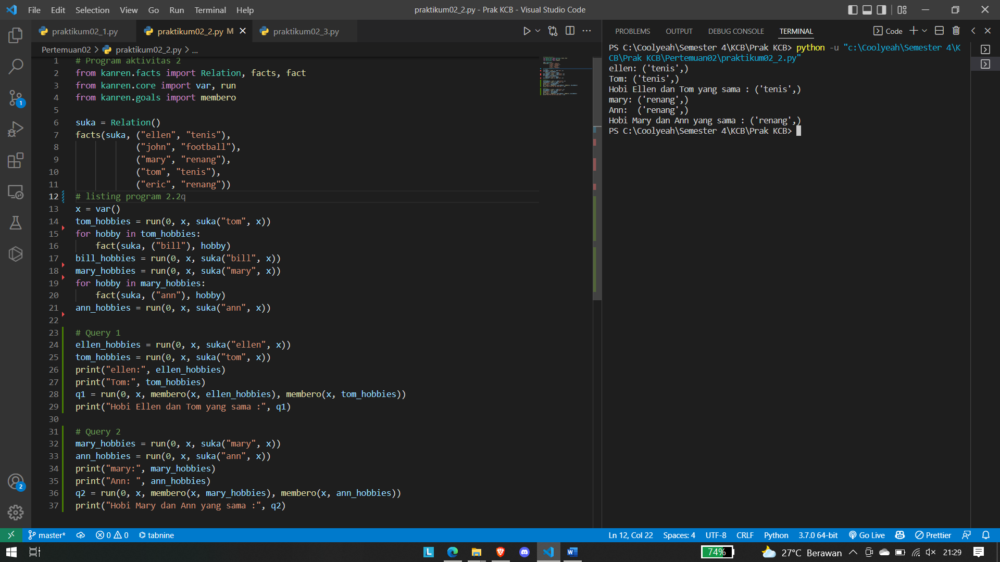 File Edit Selection View Go Run Terminal Help
praktikum02_2.py - Prak KCB - Visual Studio Code
praktikum02_1.py
praktikum02_2.py M
praktikum02_3.py
Pertemuan02 > praktikum02_2.py > ...
1 # Program aktivitas 2
2 from kanren.facts import Relation, facts, fact
3 from kanren.core import var, run
4 from kanren.goals import membero
5
6 suka = Relation()
7 facts(suka, ("ellen", "tenis"),
8 ("john", "football"),
9 ("mary", "renang"),
10 ("tom", "tenis"),
11 ("eric", "renang"))
12 # listing program 2.2q
13 x = var()
14 tom_hobbies = run(0, x, suka("tom", x))
15 for hobby in tom_hobbies:
16 fact(suka, ("bill"), hobby)
17 bill_hobbies = run(0, x, suka("bill", x))
18 mary_hobbies = run(0, x, suka("mary", x))
19 for hobby in mary_hobbies:
20 fact(suka, ("ann"), hobby)
21 ann_hobbies = run(0, x, suka("ann", x))
22
23 # Query 1
24 ellen_hobbies = run(0, x, suka("ellen", x))
25 tom_hobbies = run(0, x, suka("tom", x))
26 print("ellen:", ellen_hobbies)
27 print("Tom:", tom_hobbies)
28 q1 = run(0, x, membero(x, ellen_hobbies), membero(x, tom_hobbies))
29 print("Hobi Ellen dan Tom yang sama :", q1)
30
31 # Query 2
32 mary_hobbies = run(0, x, suka("mary", x))
33 ann_hobbies = run(0, x, suka("ann", x))
34 print("mary:", mary_hobbies)
35 print("Ann: ", ann_hobbies)
36 q2 = run(0, x, membero(x, mary_hobbies), membero(x, ann_hobbies))
37 print("Hobi Mary dan Ann yang sama :", q2)
PROBLEMS OUTPUT DEBUG CONSOLE TERMINAL
Code
PS C:\Coolyeah\Semester 4\KCB\Prak KCB> python -u "c:\Coolyeah\Semester 4\K
CB\Prak KCB\Pertemuan02\praktikum02_2.py"
ellen: ('tenis',)
Tom: ('tenis',)
Hobi Ellen dan Tom yang sama : ('tenis',)
mary: ('renang',)
Ann:  ('renang',)
Hobi Mary dan Ann yang sama : ('renang',)
PS C:\Coolyeah\Semester 4\KCB\Prak KCB>
1
2
master* 0 0 tabnine
Ln 12, Col 22 Spaces: 4 UTF-8 CRLF Python 3.7.0 64-bit Go Live Prettier
L
74%
27°C Berawan
21:29